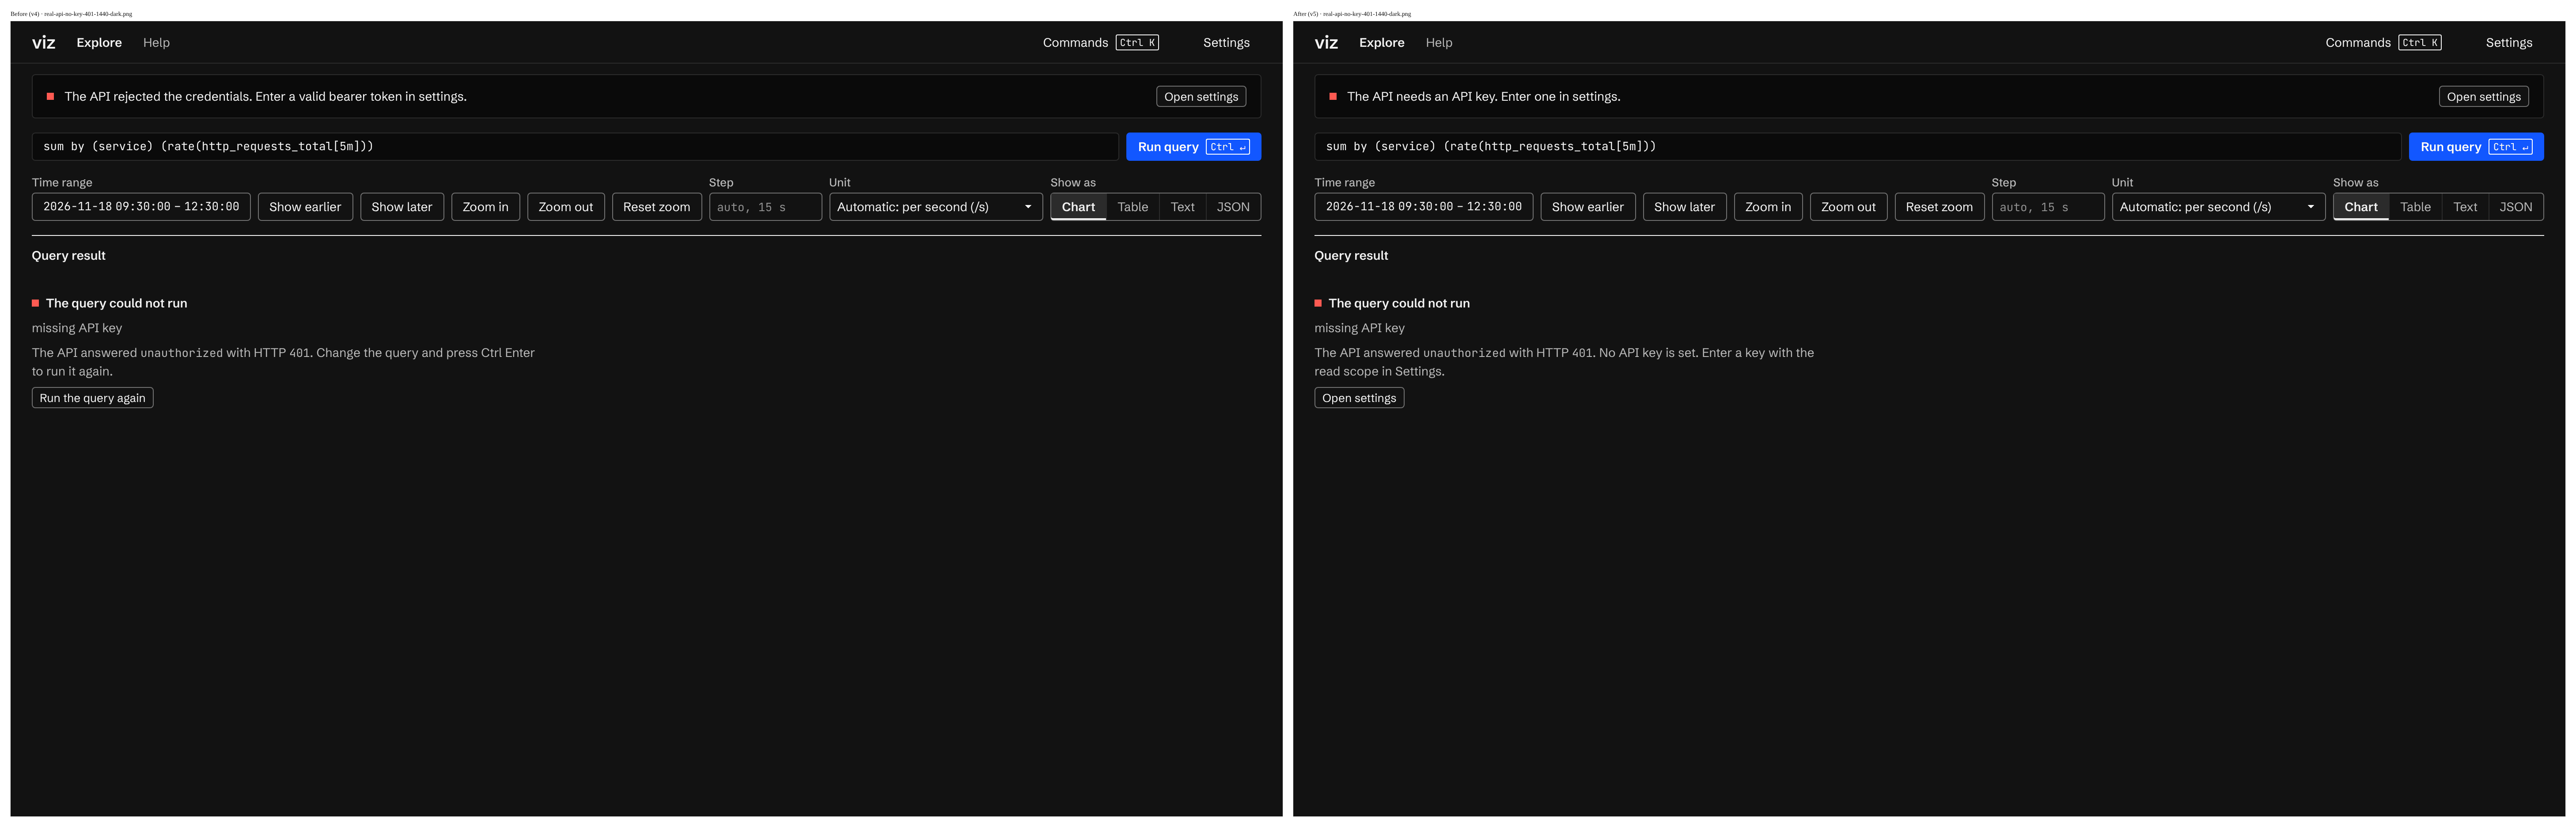 Before (v4) · real-api-no-key-401-1440-dark.png
viz Explore Help Commands Ctrl K Settings
The API rejected the credentials. Enter a valid bearer token in settings. Open settings
sum by (service) (rate(http_requests_total[5m])) Run query Ctrl ↵
Time range Step Unit Show as
2026-11-18 09:30:00 – 12:30:00 Show earlier Show later Zoom in Zoom out Reset zoom auto, 15 s Automatic: per second (/s) Chart Table Text JSON
Query result
The query could not run
missing API key
The API answered unauthorized with HTTP 401. Change the query and press Ctrl Enter
to run it again.
Run the query again
After (v5) · real-api-no-key-401-1440-dark.png
viz Explore Help Commands Ctrl K Settings
The API needs an API key. Enter one in settings. Open settings
sum by (service) (rate(http_requests_total[5m])) Run query Ctrl ↵
Time range Step Unit Show as
2026-11-18 09:30:00 – 12:30:00 Show earlier Show later Zoom in Zoom out Reset zoom auto, 15 s Automatic: per second (/s) Chart Table Text JSON
Query result
The query could not run
missing API key
The API answered unauthorized with HTTP 401. No API key is set. Enter a key with the
read scope in Settings.
Open settings